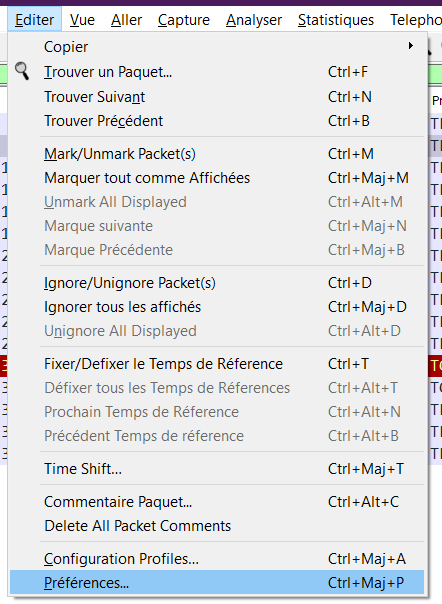 Editer Vue Aller Capture Analyser Statistiques Telepho
Copier
Trouver un Paquet... Ctrl+F
Trouver Suivant Ctrl+N
Trouver Précédent Ctrl+B
Mark/Unmark Packet(s) Ctrl+M
Marquer tout comme Affichées Ctrl+Maj+M
Unmark All Displayed Ctrl+Alt+M
Marque suivante Ctrl+Maj+N
Marque Précédente Ctrl+Maj+B
Ignore/Unignore Packet(s) Ctrl+D
Ignorer tous les affichés Ctrl+Maj+D
Unignore All Displayed Ctrl+Alt+D
Fixer/Defixer le Temps de Réference Ctrl+T
Défixer tous les Temps de Références Ctrl+Alt+T
Prochain Temps de Réference Ctrl+Alt+N
Précédent Temps de réference Ctrl+Alt+B
Time Shift... Ctrl+Maj+T
Commentaire Paquet... Ctrl+Alt+C
Delete All Packet Comments
Configuration Profiles... Ctrl+Maj+A
Préférences... Ctrl+Maj+P